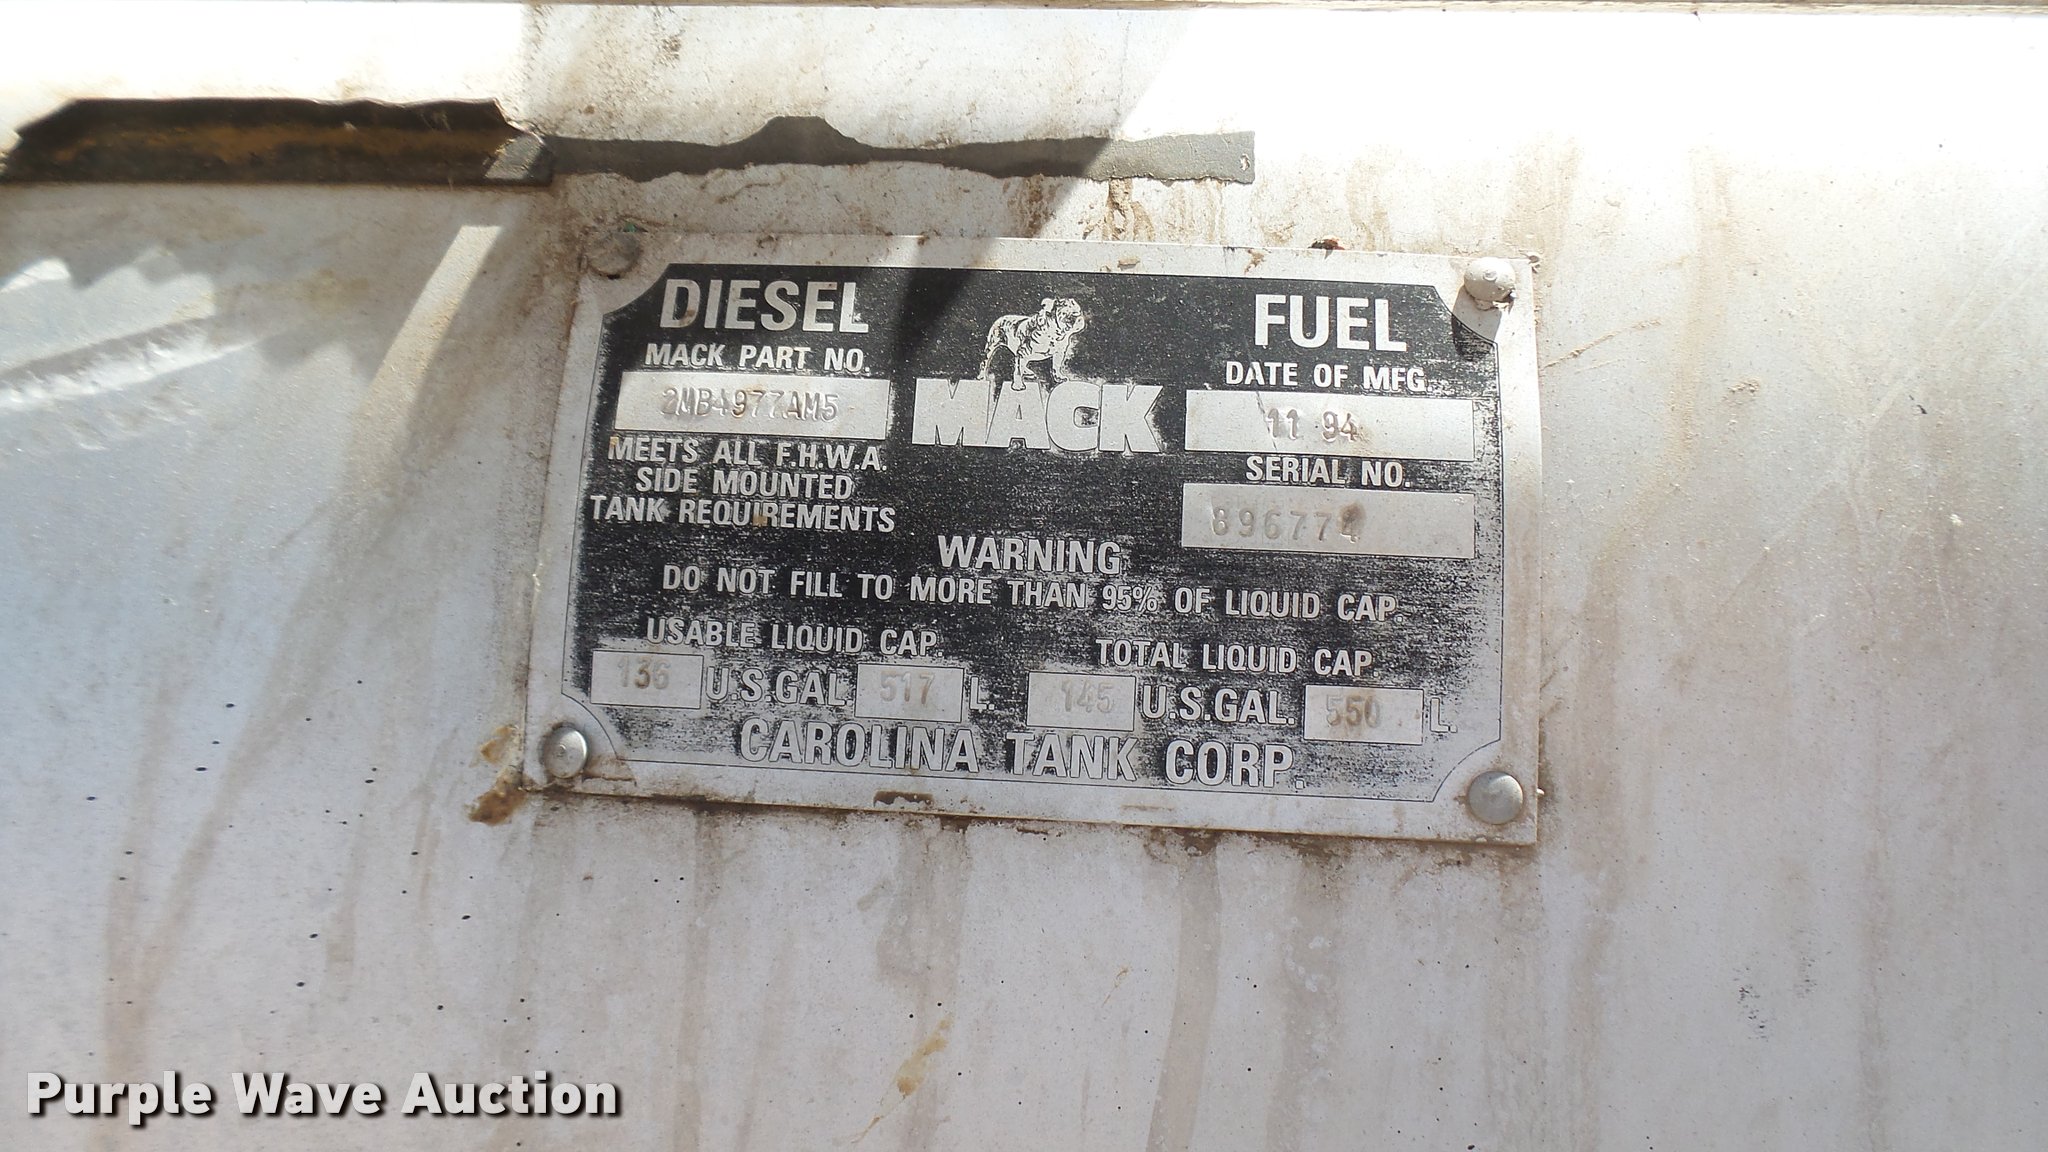 DIESEL FUEL
MACK PART NO.
2MB4977AM5
MEETS ALL F.H.W.A.
SIDE MOUNTED
TANK REQUIREMENTS
MACK
DATE OF MFG.
11 94
SERIAL NO.
896774
WARNING
DO NOT FILL TO MORE THAN 95% OF LIQUID CAP.
USABLE LIQUID CAP.
136 U.S.GAL. 517 L.
TOTAL LIQUID CAP.
145 U.S.GAL. 550 L.
CAROLINA TANK CORP.
Purple Wave Auction